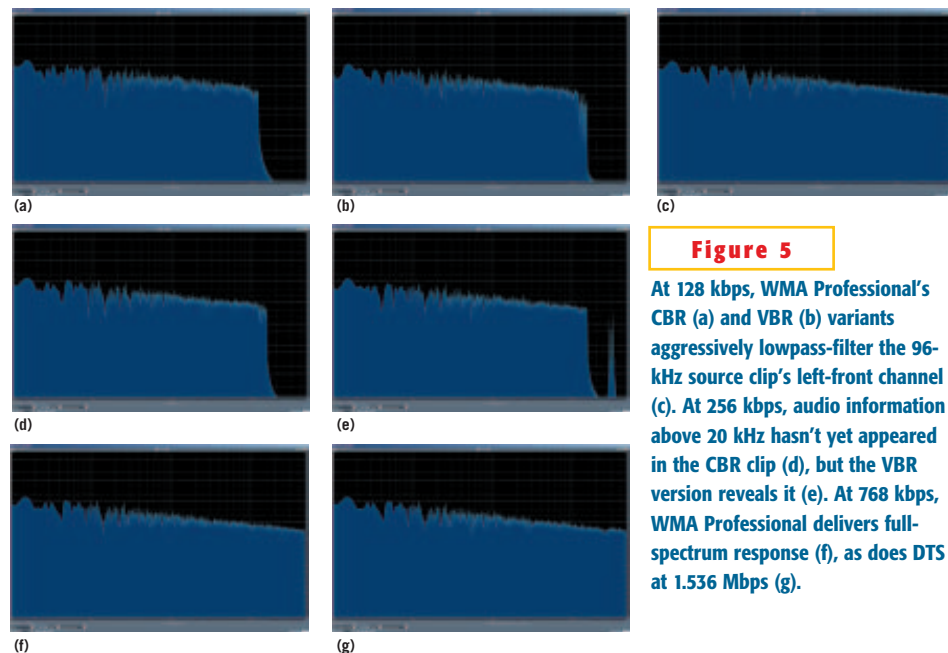 (a)
(b)
(c)
(d)
(e)
(f)
(g)
Figure 5
At 128 kbps, WMA Professional's
CBR (a) and VBR (b) variants
aggressively lowpass-filter the 96-
kHz source clip's left-front channel
(c). At 256 kbps, audio information
above 20 kHz hasn't yet appeared
in the CBR clip (d), but the VBR
version reveals it (e). At 768 kbps,
WMA Professional delivers full-
spectrum response (f), as does DTS
at 1.536 Mbps (g).